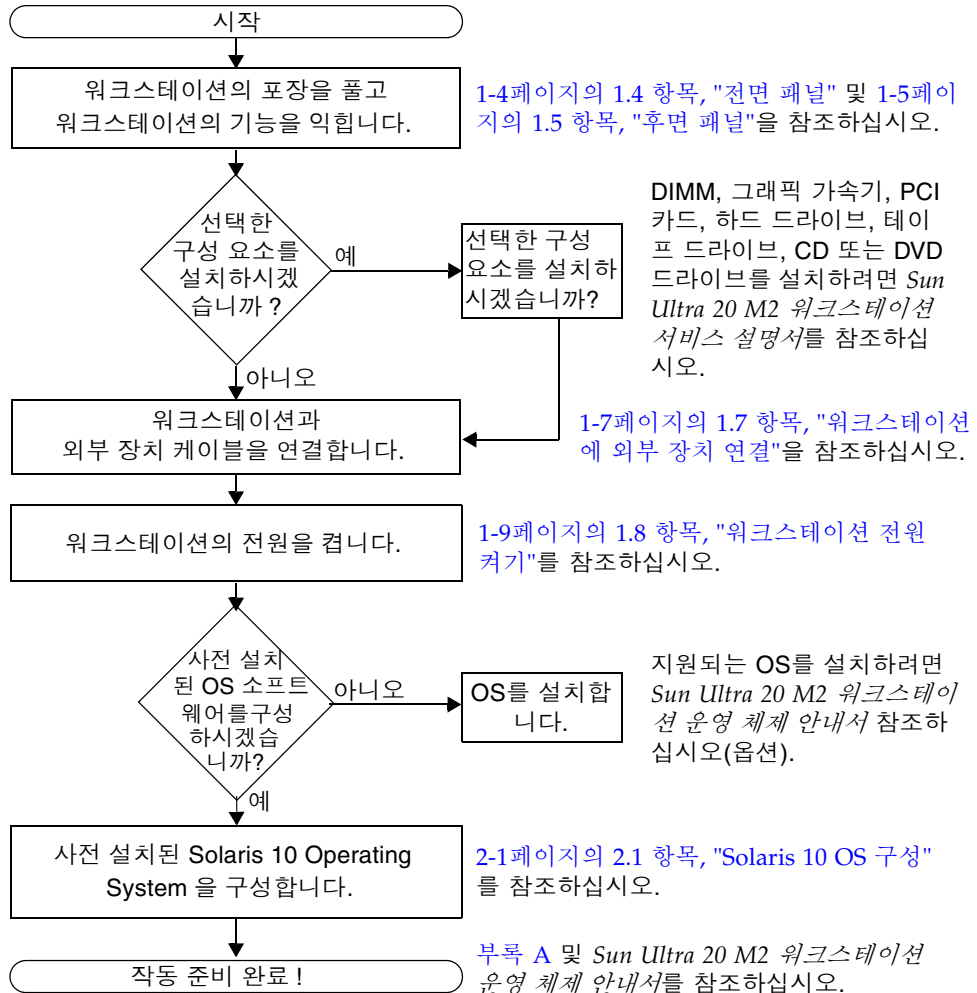 시작
워크스테이션의 포장을 풀고
워크스테이션의 기능을 익힙니다.
1-4페이지의 1.4 항목, "전면 패널" 및 1-5페이
지의 1.5 항목, "후면 패널"을 참조하십시오.
선택한
구성 요소를
설치하시겠
습니까 ?
예
선택한 구성
요소를 설치하
시겠습니까?
DIMM, 그래픽 가속기, PCI
카드, 하드 드라이브, 테이
프 드라이브, CD 또는 DVD
드라이브를 설치하려면 Sun
Ultra 20 M2 워크스테이션
서비스 설명서를 참조하십
시오.
아니오
워크스테이션과
외부 장치 케이블을 연결합니다.
1-7페이지의 1.7 항목, "워크스테이션
에 외부 장치 연결"을 참조하십시오.
워크스테이션의 전원을 켭니다.
1-9페이지의 1.8 항목, "워크스테이션 전원
켜기"를 참조하십시오.
사전 설치
된 OS 소프트
웨어를구성
하시겠습
니까?
아니오
OS를 설치합
니다.
지원되는 OS를 설치하려면
Sun Ultra 20 M2 워크스테이
션 운영 체제 안내서 참조하
십시오(옵션).
예
사전 설치된 Solaris 10 Operating
System 을 구성합니다.
2-1페이지의 2.1 항목, "Solaris 10 OS 구성"
를 참조하십시오.
작동 준비 완료 !
부록 A 및 Sun Ultra 20 M2 워크스테이션
운영 체제 안내서를 참조하십시오.